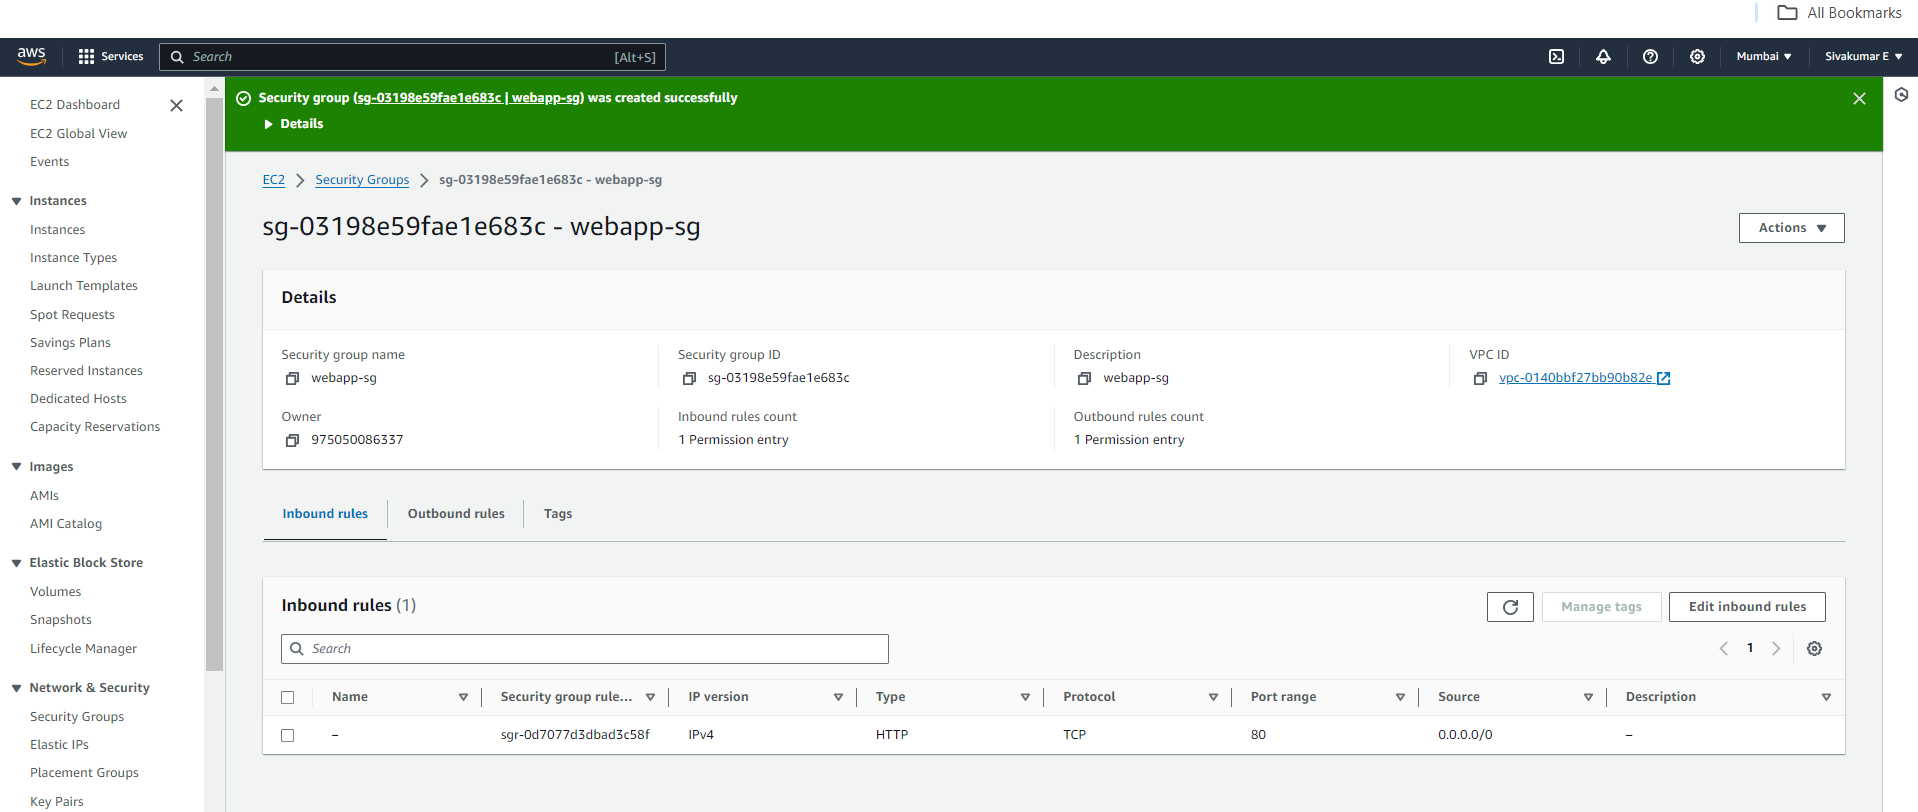 All Bookmarks
aws Services Search [Alt+S] Mumbai Sivakumar E
EC2 Dashboard
EC2 Global View
Events
Instances
Instances
Instance Types
Launch Templates
Spot Requests
Savings Plans
Reserved Instances
Dedicated Hosts
Capacity Reservations
Images
AMIs
AMI Catalog
Elastic Block Store
Volumes
Snapshots
Lifecycle Manager
Network & Security
Security Groups
Elastic IPs
Placement Groups
Key Pairs
Security group (sg-03198e59fae1e683c | webapp-sg) was created successfully
Details
EC2 Security Groups sg-03198e59fae1e683c - webapp-sg
sg-03198e59fae1e683c - webapp-sg
Actions
Details
Security group name Security group ID Description VPC ID
webapp-sg sg-03198e59fae1e683c webapp-sg vpc-0140bbf27bb90b82e
Owner Inbound rules count Outbound rules count
975050086337 1 Permission entry 1 Permission entry
Inbound rules Outbound rules Tags
Inbound rules (1) Manage tags Edit inbound rules
Search 1
Name Security group rule... IP version Type Protocol Port range Source Description
– sgr-0d7077d3dbad3c58f IPv4 HTTP TCP 80 0.0.0.0/0 –